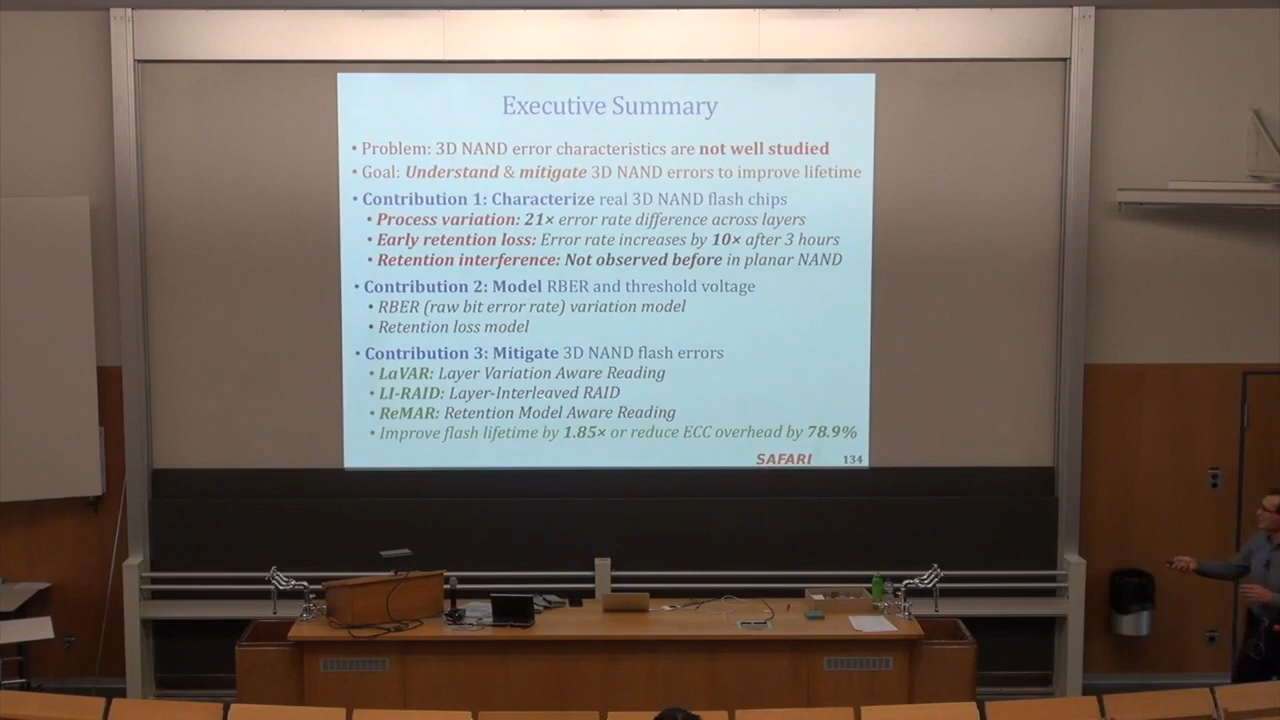 Executive Summary
• Problem: 3D NAND error characteristics are not well studied
• Goal: Understand & mitigate 3D NAND errors to improve lifetime
• Contribution 1: Characterize real 3D NAND flash chips
• Process variation: 21× error rate difference across layers
• Early retention loss: Error rate increases by 10× after 3 hours
• Retention interference: Not observed before in planar NAND
• Contribution 2: Model RBER and threshold voltage
• RBER (raw bit error rate) variation model
• Retention loss model
• Contribution 3: Mitigate 3D NAND flash errors
• LaVAR: Layer Variation Aware Reading
• LI-RAID: Layer-Interleaved RAID
• ReMAR: Retention Model Aware Reading
• Improve flash lifetime by 1.85× or reduce ECC overhead by 78.9%
SAFARI 134